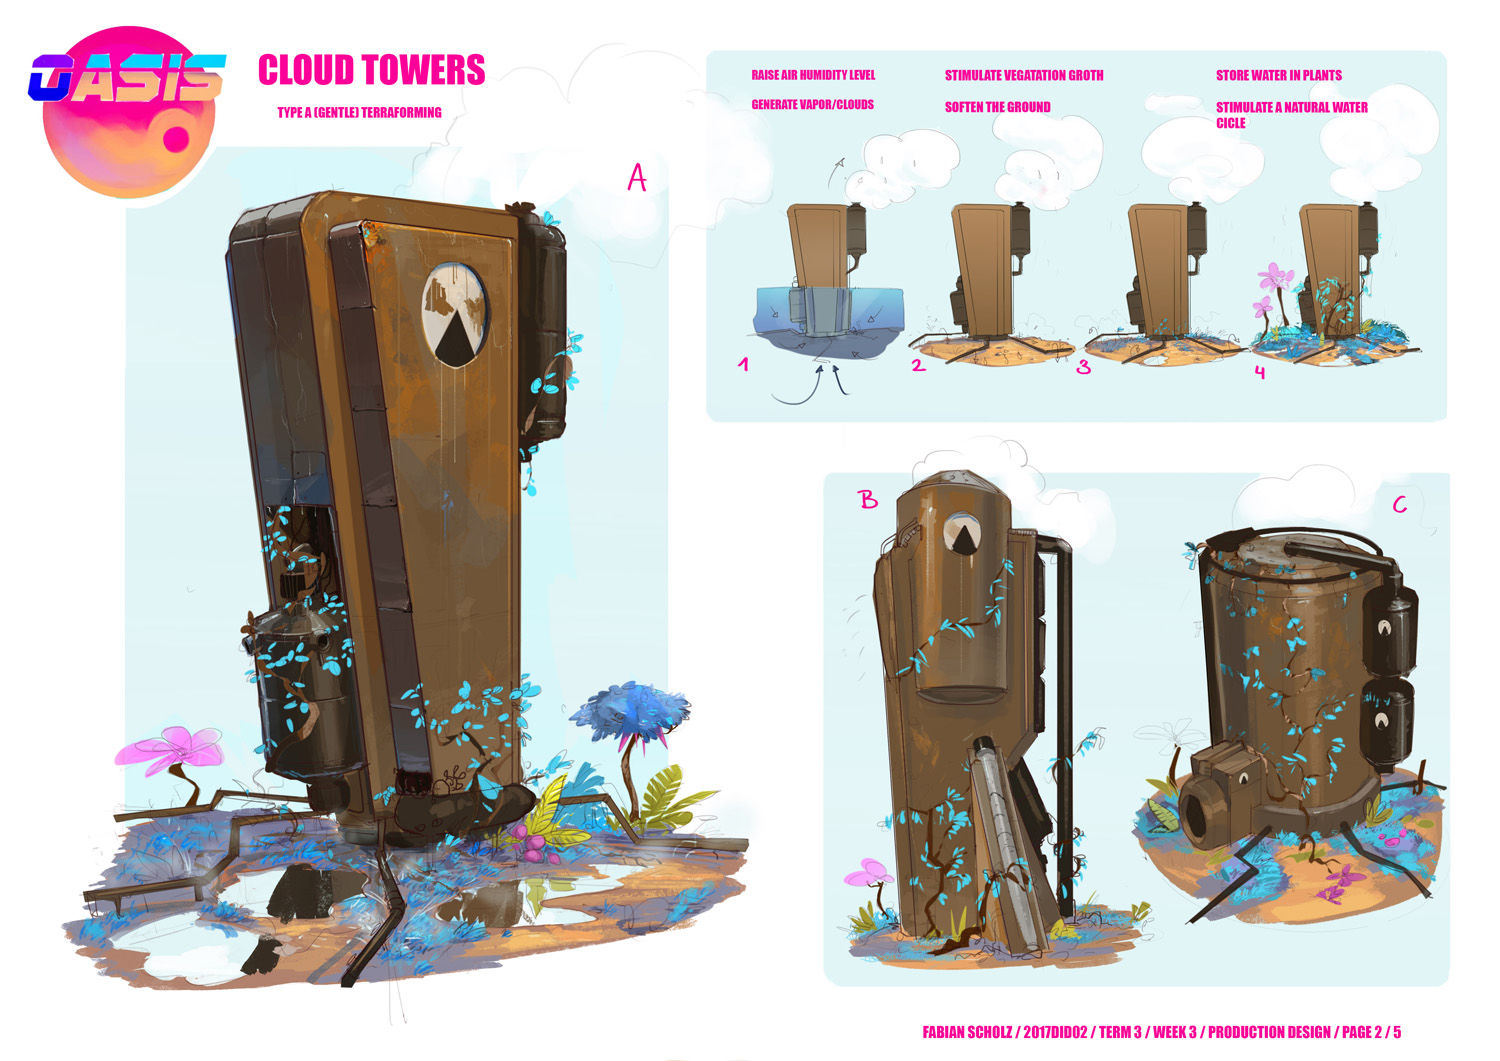 OASIS
CLOUD TOWERS
TYPE A (GENTLE) TERRAFORMING
A
RAISE AIR HUMIDITY LEVEL
GENERATE VAPOR/CLOUDS
STIMULATE VEGATATION GROTH
SOFTEN THE GROUND
STORE WATER IN PLANTS
STIMULATE A NATURAL WATER
CICLE
1
2
3
4
B
C
FABIAN SCHOLZ / 2017DID02 / TERM 3 / WEEK 3 / PRODUCTION DESIGN / PAGE 2 / 5